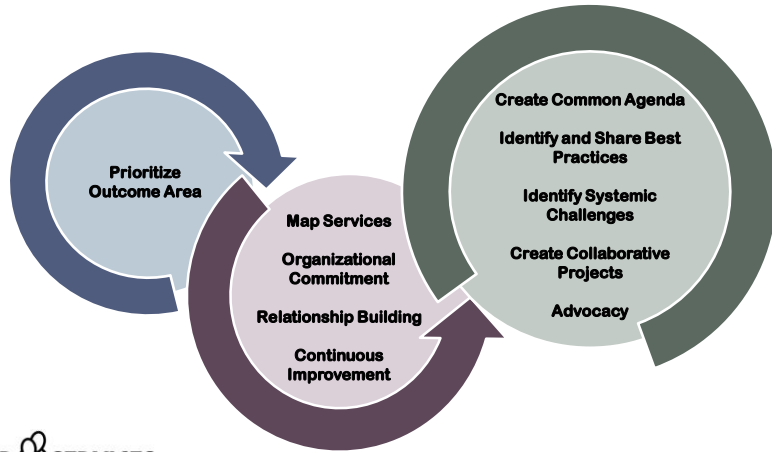 Prioritize
Outcome Area
Map Services
Organizational
Commitment
Relationship Building
Continuous
Improvement
Create Common Agenda
Identify and Share Best
Practices
Identify Systemic
Challenges
Create Collaborative
Projects
Advocacy